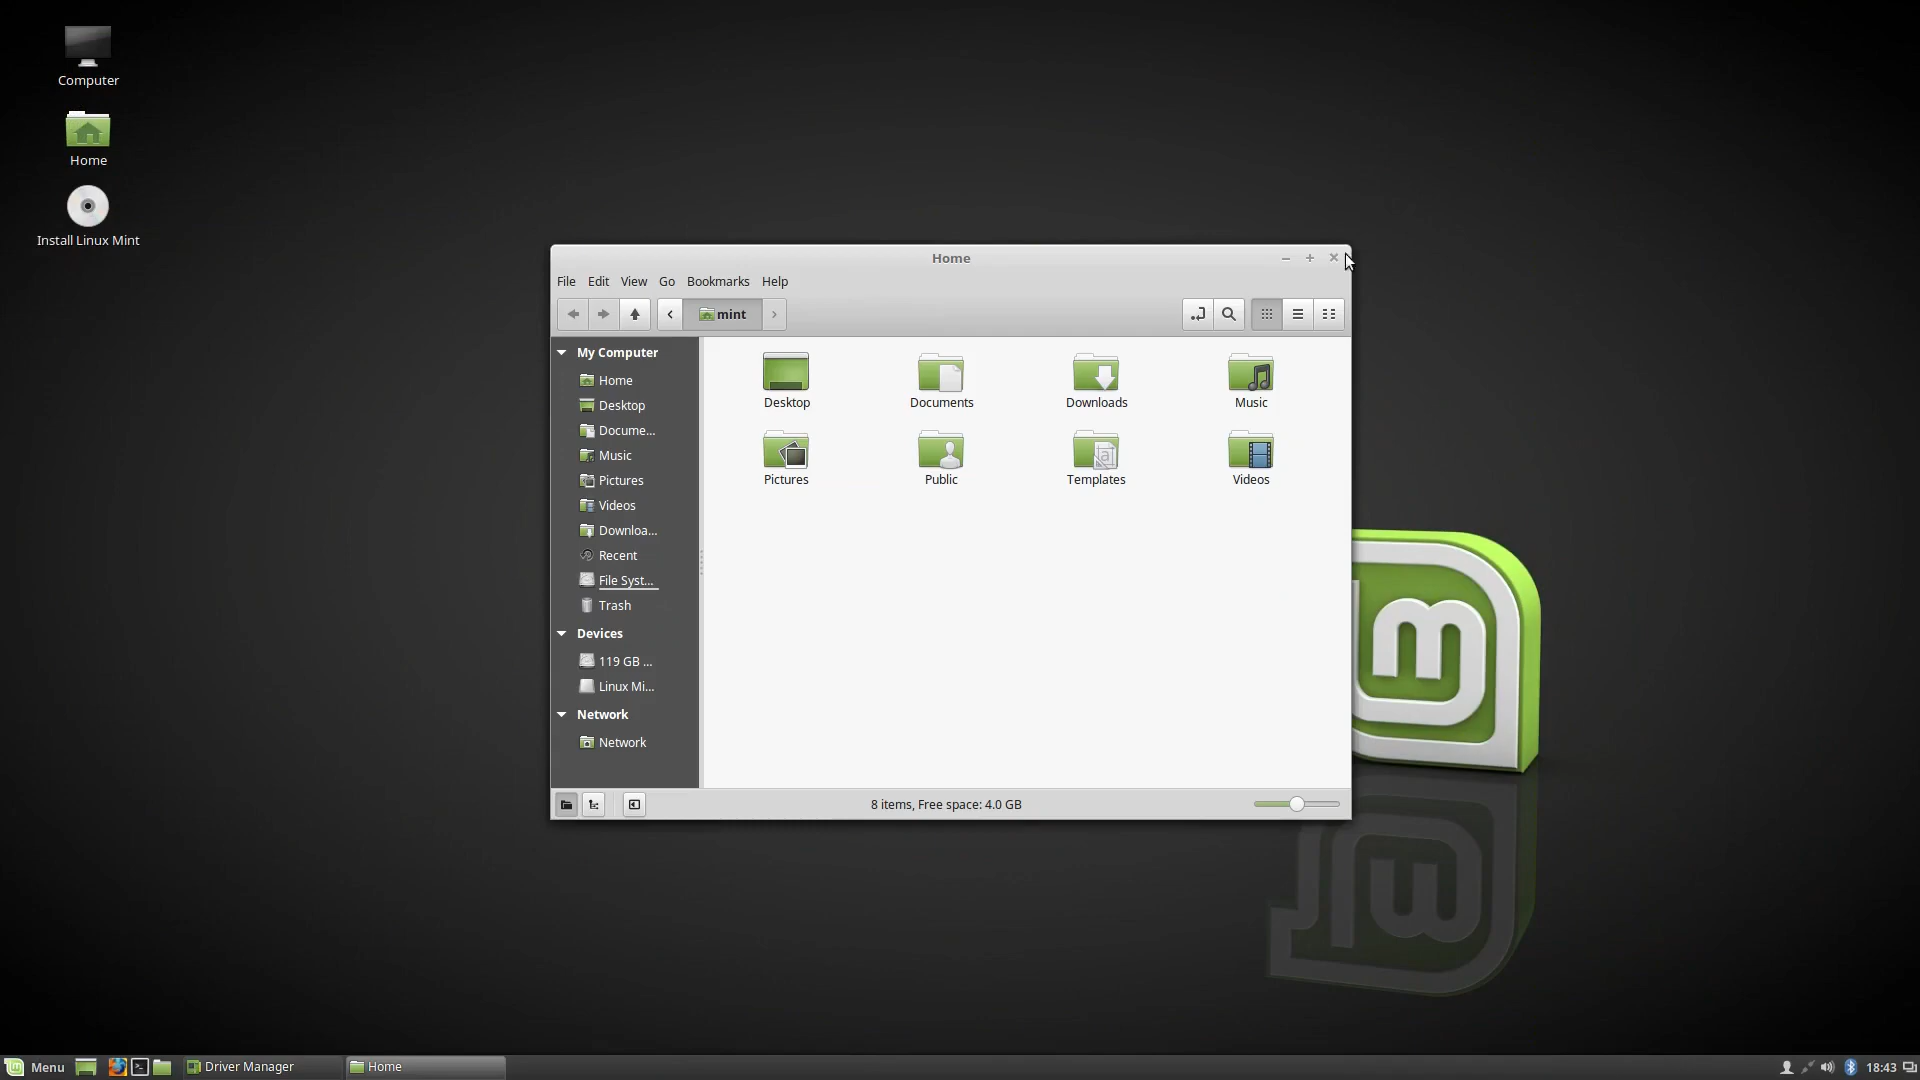 Computer
Home
Install Linux Mint
Home
File Edit View Go Bookmarks Help
mint
My Computer
Home
Desktop
Docume...
Music
Pictures
Videos
Downloa...
Recent
File Syst...
Trash
Devices
119 GB ...
Linux Mi...
Network
Network
Desktop
Documents
Downloads
Music
Pictures
Public
Templates
Videos
8 items, Free space: 4.0 GB
Menu
Driver Manager
Home
18:43